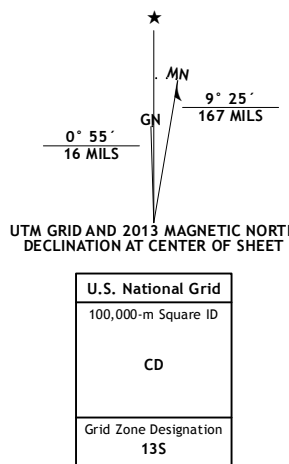 MN
GN
9° 25´
167 MILS
0° 55´
16 MILS
UTM GRID AND 2013 MAGNETIC NORT
DECLINATION AT CENTER OF SHEET
U.S. National Grid
100,000-m Square ID
CD
Grid Zone Designation
13S